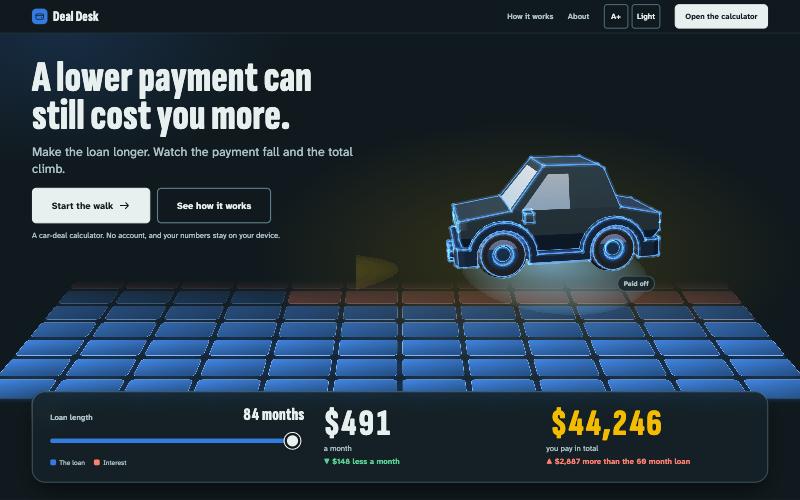 Deal Desk
How it works
About
A+
Light
Open the calculator
A lower payment can
still cost you more.
Make the loan longer. Watch the payment fall and the total
climb.
Start the walk →
See how it works
A car-deal calculator. No account, and your numbers stay on your device.
Paid off
Loan length
84 months
The loan
Interest
$491
a month
▼ $148 less a month
$44,246
you pay in total
▲ $2,887 more than the 60 month loan